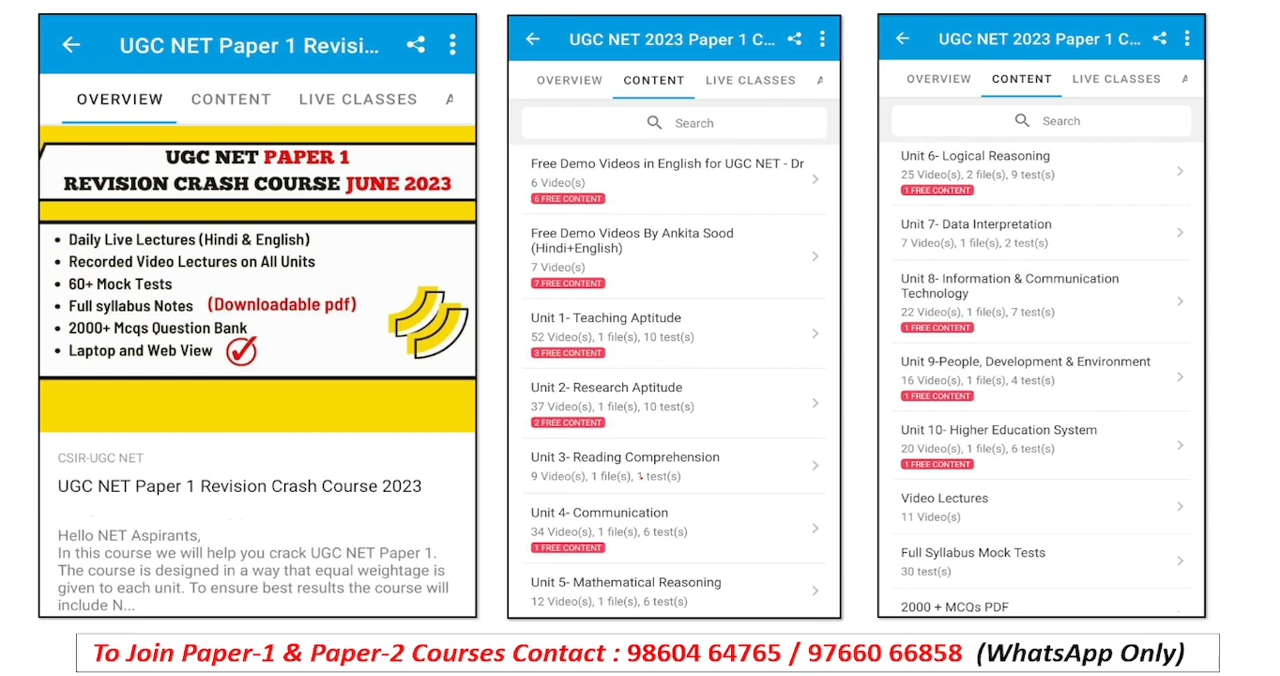 UGC NET Paper 1 Revisi...
OVERVIEW CONTENT LIVE CLASSES
UGC NET PAPER 1
REVISION CRASH COURSE JUNE 2023
• Daily Live Lectures (Hindi & English)
• Recorded Video Lectures on All Units
• 60+ Mock Tests
• Full syllabus Notes (Downloadable pdf)
• 2000+ Mcqs Question Bank
• Laptop and Web View
CSIR-UGC NET
UGC NET Paper 1 Revision Crash Course 2023
Hello NET Aspirants,
In this course we will help you crack UGC NET Paper 1.
The course is designed in a way that equal weightage is
given to each unit. To ensure best results the course will
include N...
UGC NET 2023 Paper 1 C...
OVERVIEW CONTENT LIVE CLASSES
Search
Free Demo Videos in English for UGC NET - Dr
6 Video(s)
6 FREE CONTENT
Free Demo Videos By Ankita Sood
(Hindi+English)
7 Video(s)
7 FREE CONTENT
Unit 1- Teaching Aptitude
52 Video(s), 1 file(s), 10 test(s)
3 FREE CONTENT
Unit 2- Research Aptitude
37 Video(s), 1 file(s), 10 test(s)
2 FREE CONTENT
Unit 3- Reading Comprehension
9 Video(s), 1 file(s), test(s)
Unit 4- Communication
34 Video(s), 1 file(s), 6 test(s)
1 FREE CONTENT
Unit 5- Mathematical Reasoning
12 Video(s), 1 file(s), 6 test(s)
UGC NET 2023 Paper 1 C...
OVERVIEW CONTENT LIVE CLASSES
Search
Unit 6- Logical Reasoning
25 Video(s), 2 file(s), 9 test(s)
1 FREE CONTENT
Unit 7- Data Interpretation
7 Video(s), 1 file(s), 2 test(s)
Unit 8- Information & Communication
Technology
22 Video(s), 1 file(s), 7 test(s)
1 FREE CONTENT
Unit 9-People, Development & Environment
16 Video(s), 1 file(s), 4 test(s)
1 FREE CONTENT
Unit 10- Higher Education System
20 Video(s), 1 file(s), 6 test(s)
1 FREE CONTENT
Video Lectures
11 Video(s)
Full Syllabus Mock Tests
30 test(s)
2000 + MCQs PDF
To Join Paper-1 & Paper-2 Courses Contact : 98604 64765 / 97660 66858 (WhatsApp Only)